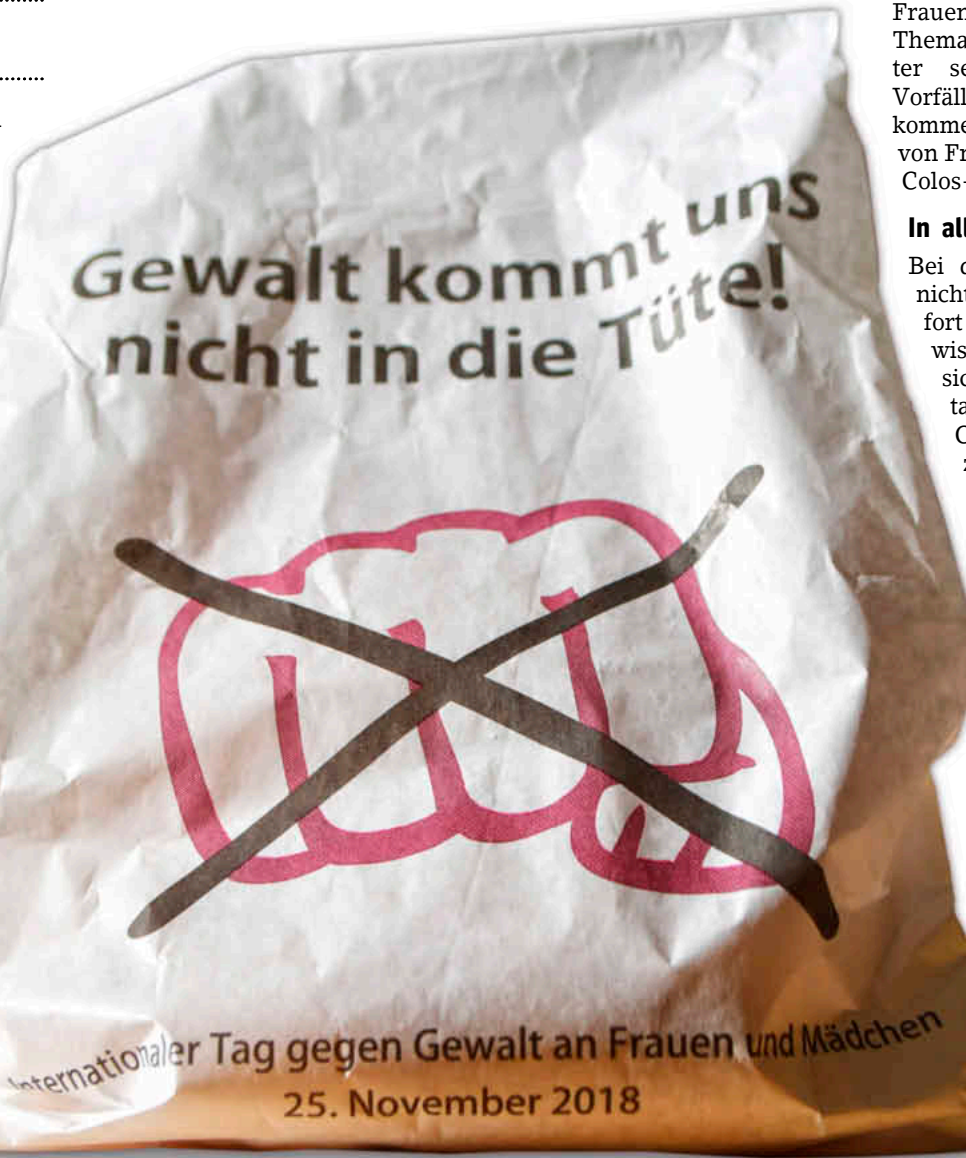 Gewalt kommt uns
nicht in die Tüte!
Internationaler Tag gegen Gewalt an Frauen und Mädchen
25. November 2018
Frauen
Thema
ter se
Vorfäll
komme
von Fr
Colos-
In all
Bei d
nicht
fort
wis
sic
ta